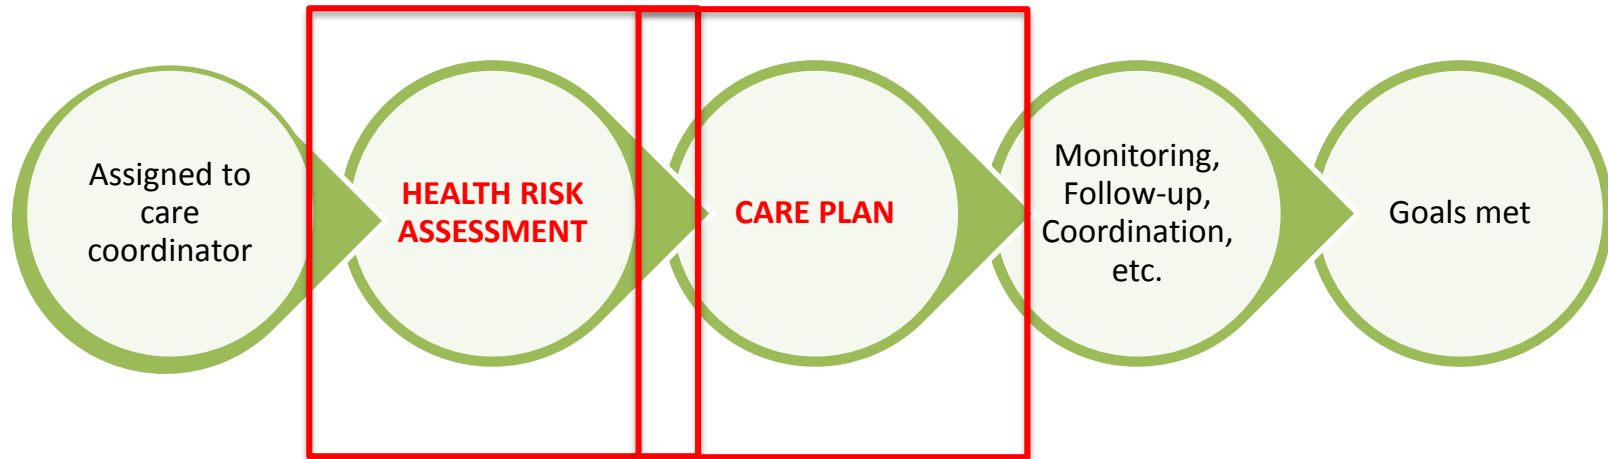 Assigned to
care
coordinator
HEALTH RISK
ASSESSMENT
CARE PLAN
Monitoring,
Follow-up,
Coordination,
etc.
Goals met